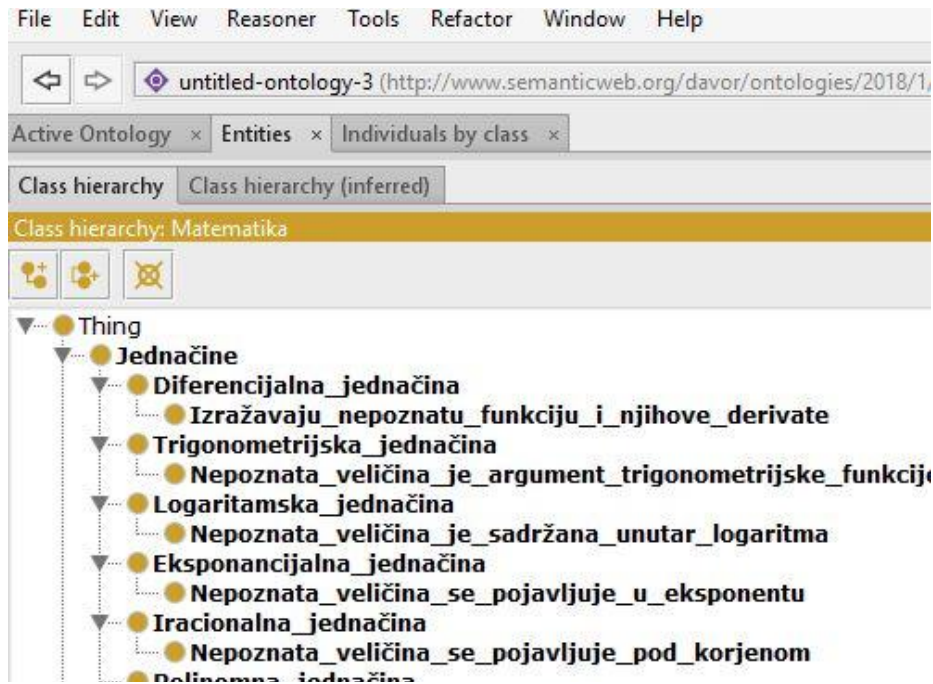 File Edit View Reasoner Tools Refactor Window Help
untitled-ontology-3 (http://www.semanticweb.org/davor/ontologies/2018/1/
Active Ontology × Entities × Individuals by class ×
Class hierarchy Class hierarchy (inferred)
Class hierarchy: Matematika
Thing
Jednačine
Diferencijalna_jednačina
Izražavaju_nepoznatu_funkciju_i_njihove_derivate
Trigonometrijska_jednačina
Nepoznata_veličina_je_argument_trigonometrijske_funkcije
Logaritamska_jednačina
Nepoznata_veličina_je_sadržana_unutar_logaritma
Eksponancijalna_jednačina
Nepoznata_veličina_se_pojavljuje_u_eksponentu
Iracionalna_jednačina
Nepoznata_veličina_se_pojavljuje_pod_korjenom
Polinomna_jednačina